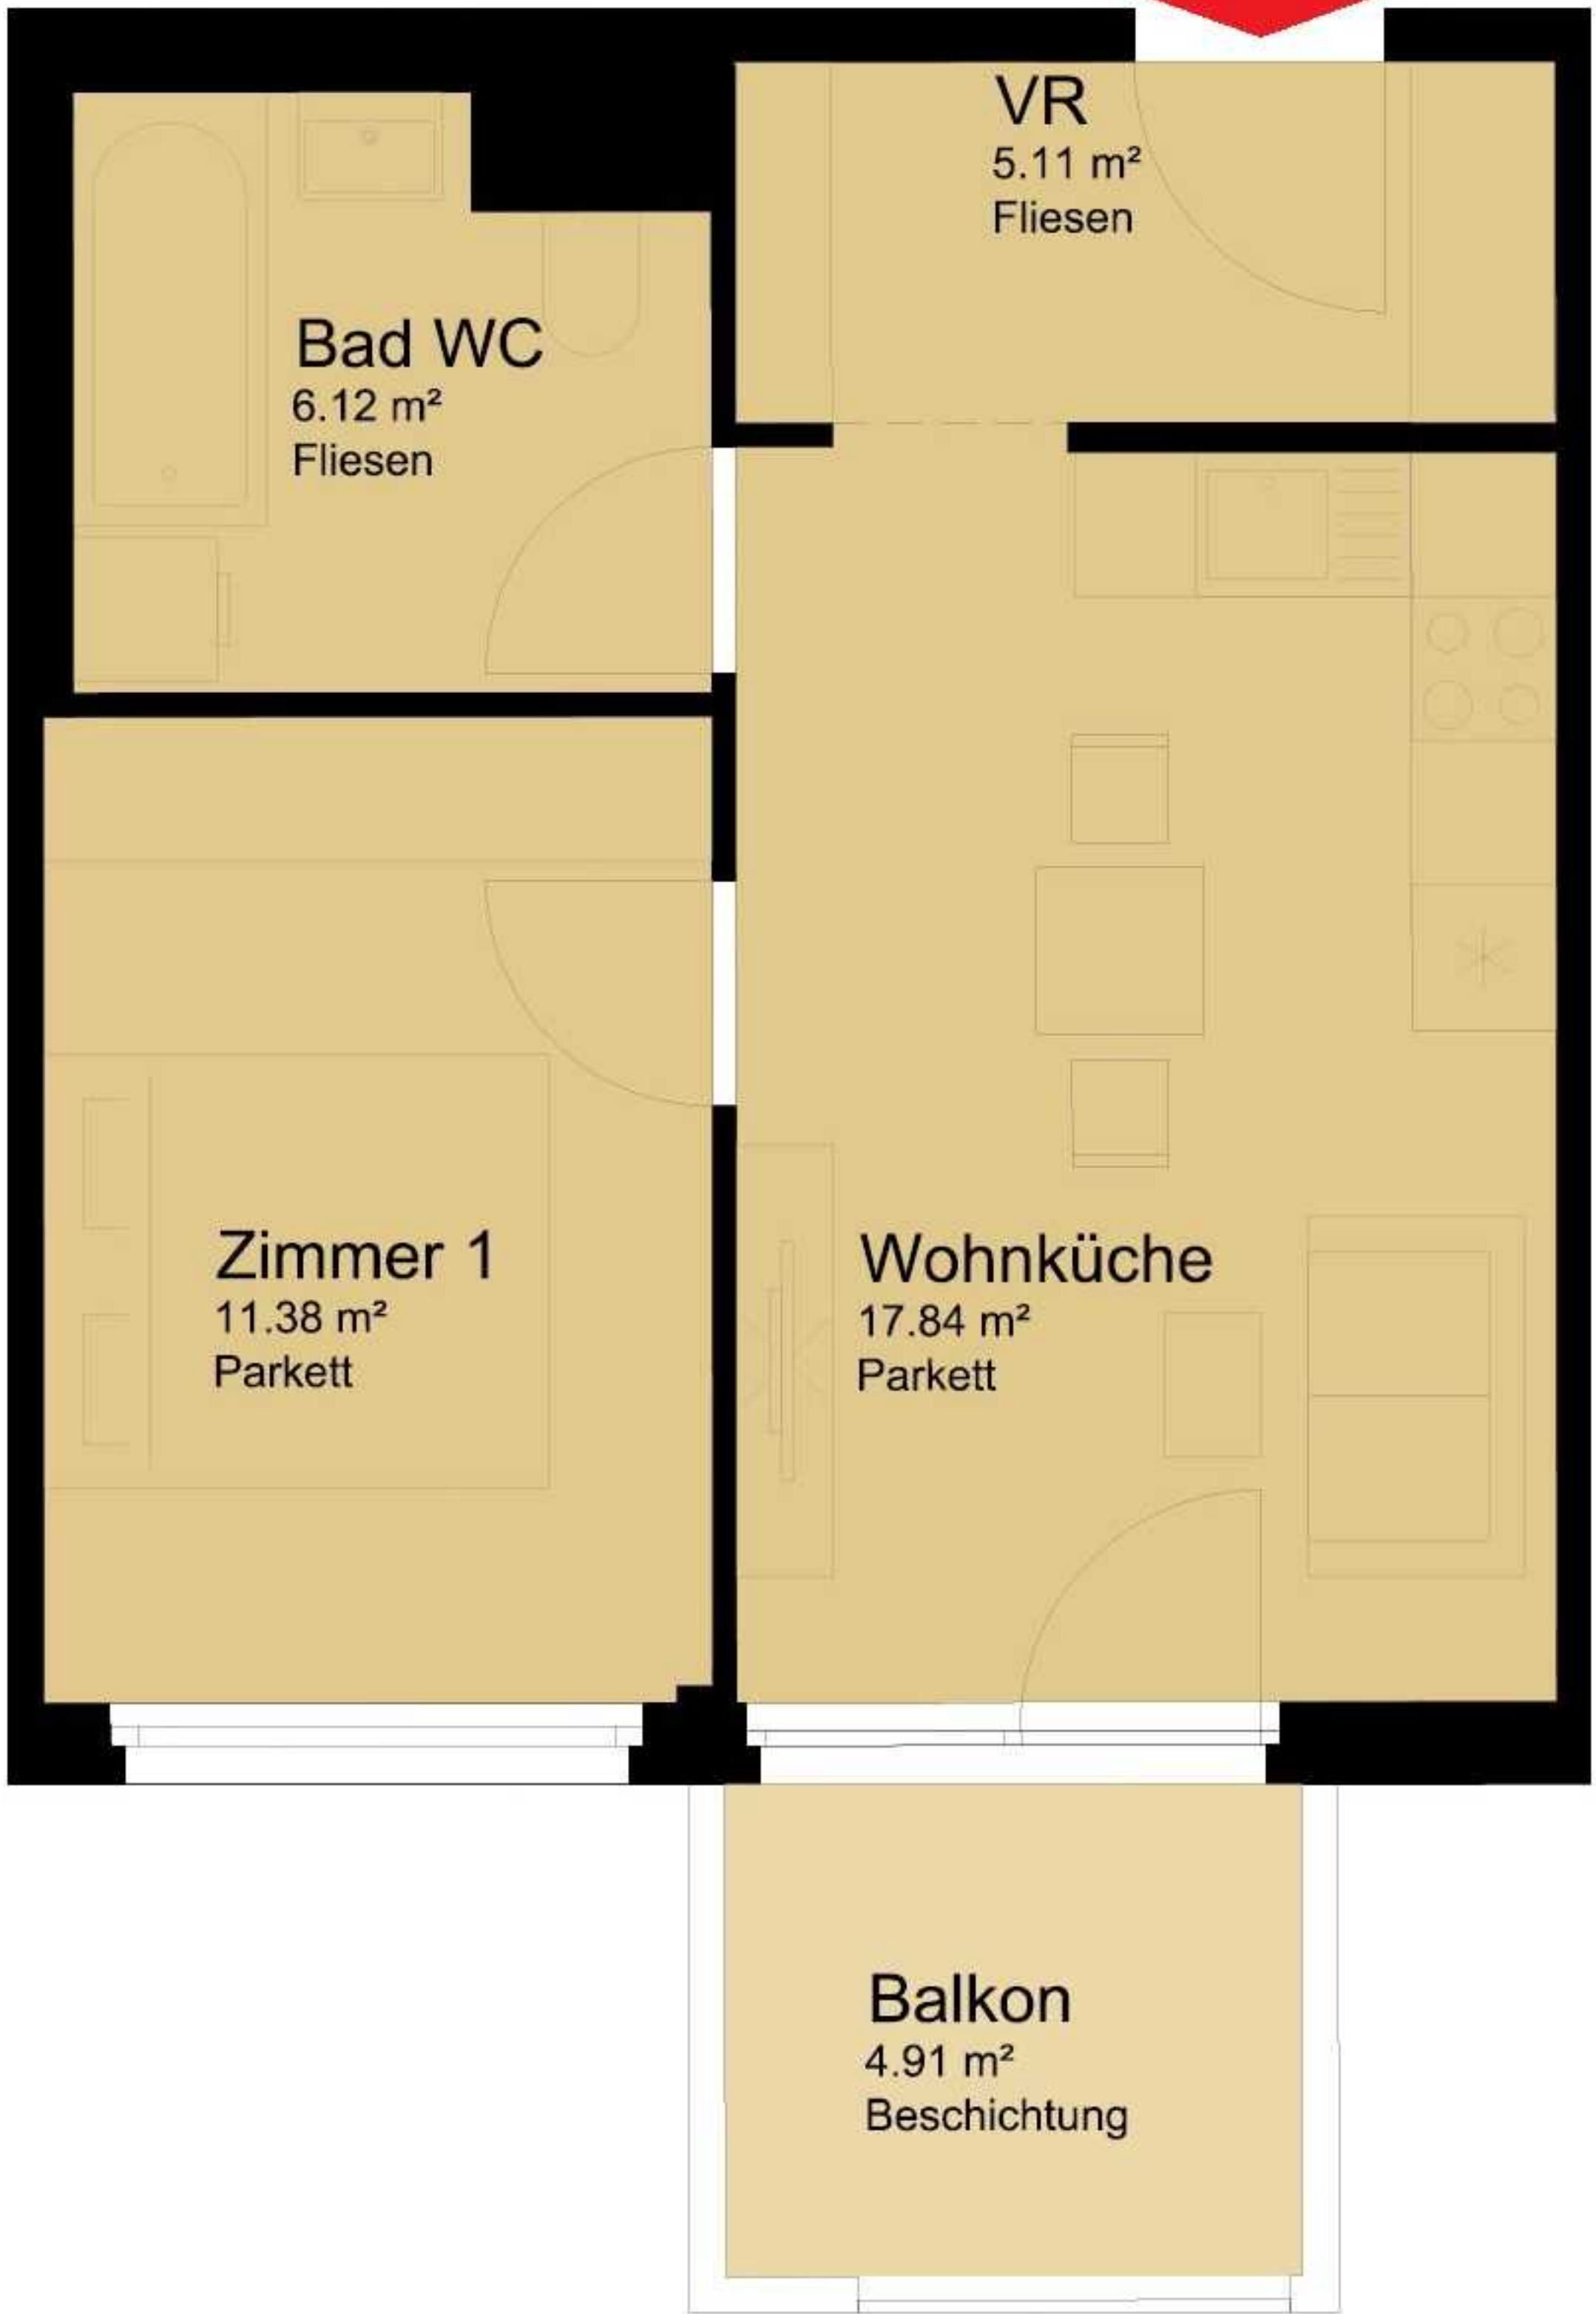 VR
5.11 m²
Fliesen
Bad WC
6.12 m²
Fliesen
Zimmer 1
11.38 m²
Parkett
Wohnküche
17.84 m²
Parkett
Balkon
4.91 m²
Beschichtung